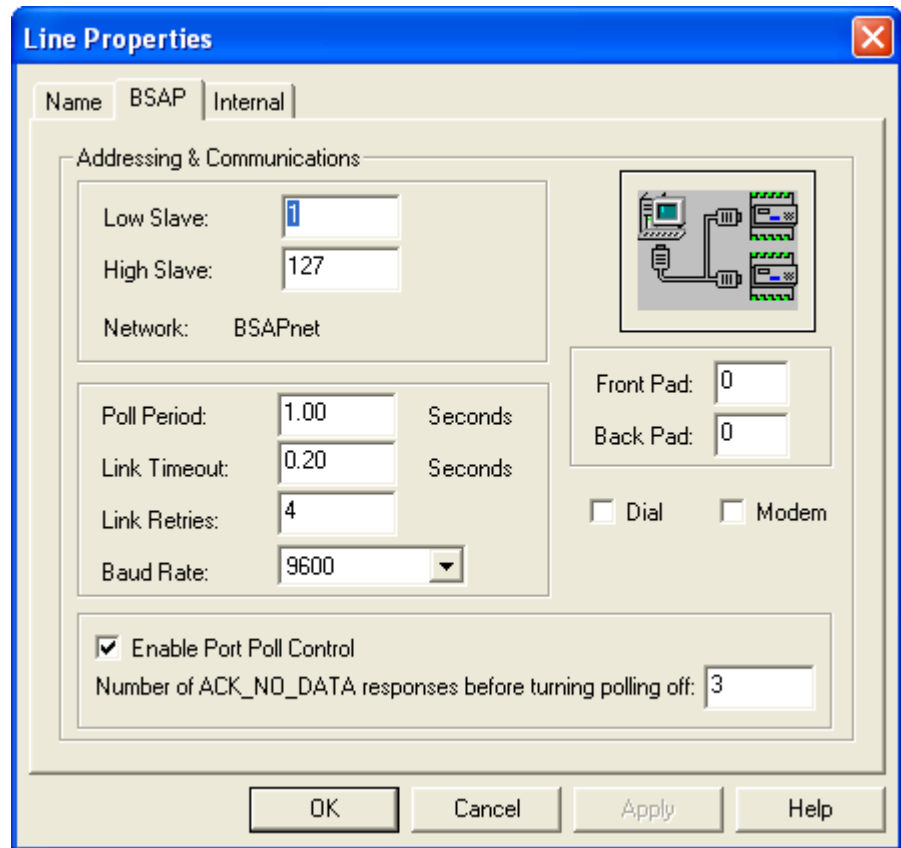 Line Properties
Name BSAP Internal
Addressing & Communications
Low Slave: 1
High Slave: 127
Network: BSAPnet
Front Pad: 0
Back Pad: 0
Poll Period: 1.00 Seconds
Link Timeout: 0.20 Seconds
Link Retries: 4
Baud Rate: 9600
Dial Modem
Enable Port Poll Control
Number of ACK_NO_DATA responses before turning polling off: 3
OK Cancel Apply Help